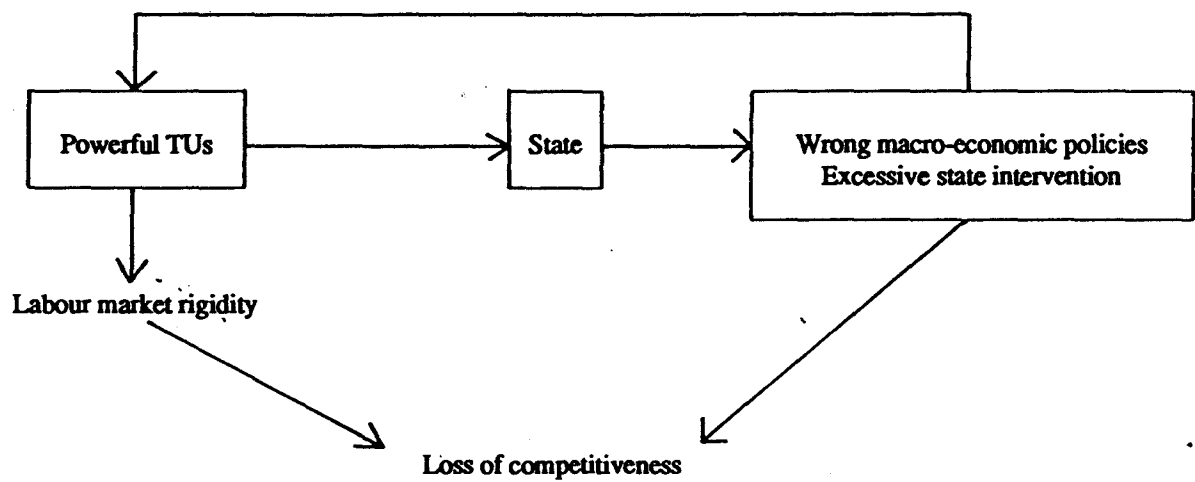 Powerful TUs
State
Wrong macro-economic policies
Excessive state intervention
Labour market rigidity
Loss of competitiveness